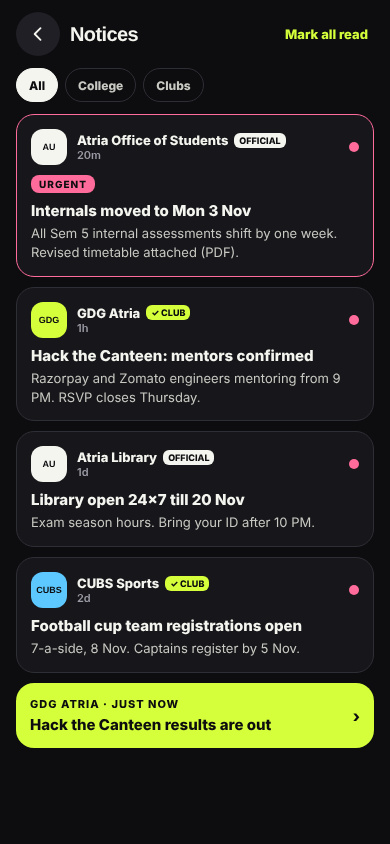 Notices
Mark all read
All
College
Clubs
AU
Atria Office of Students OFFICIAL
20m
URGENT
Internals moved to Mon 3 Nov
All Sem 5 internal assessments shift by one week.
Revised timetable attached (PDF).
GDG
GDG Atria ✓ CLUB
1h
Hack the Canteen: mentors confirmed
Razorpay and Zomato engineers mentoring from 9
PM. RSVP closes Thursday.
AU
Atria Library OFFICIAL
1d
Library open 24×7 till 20 Nov
Exam season hours. Bring your ID after 10 PM.
CUBS
CUBS Sports ✓ CLUB
2d
Football cup team registrations open
7-a-side, 8 Nov. Captains register by 5 Nov.
GDG ATRIA · JUST NOW
Hack the Canteen results are out